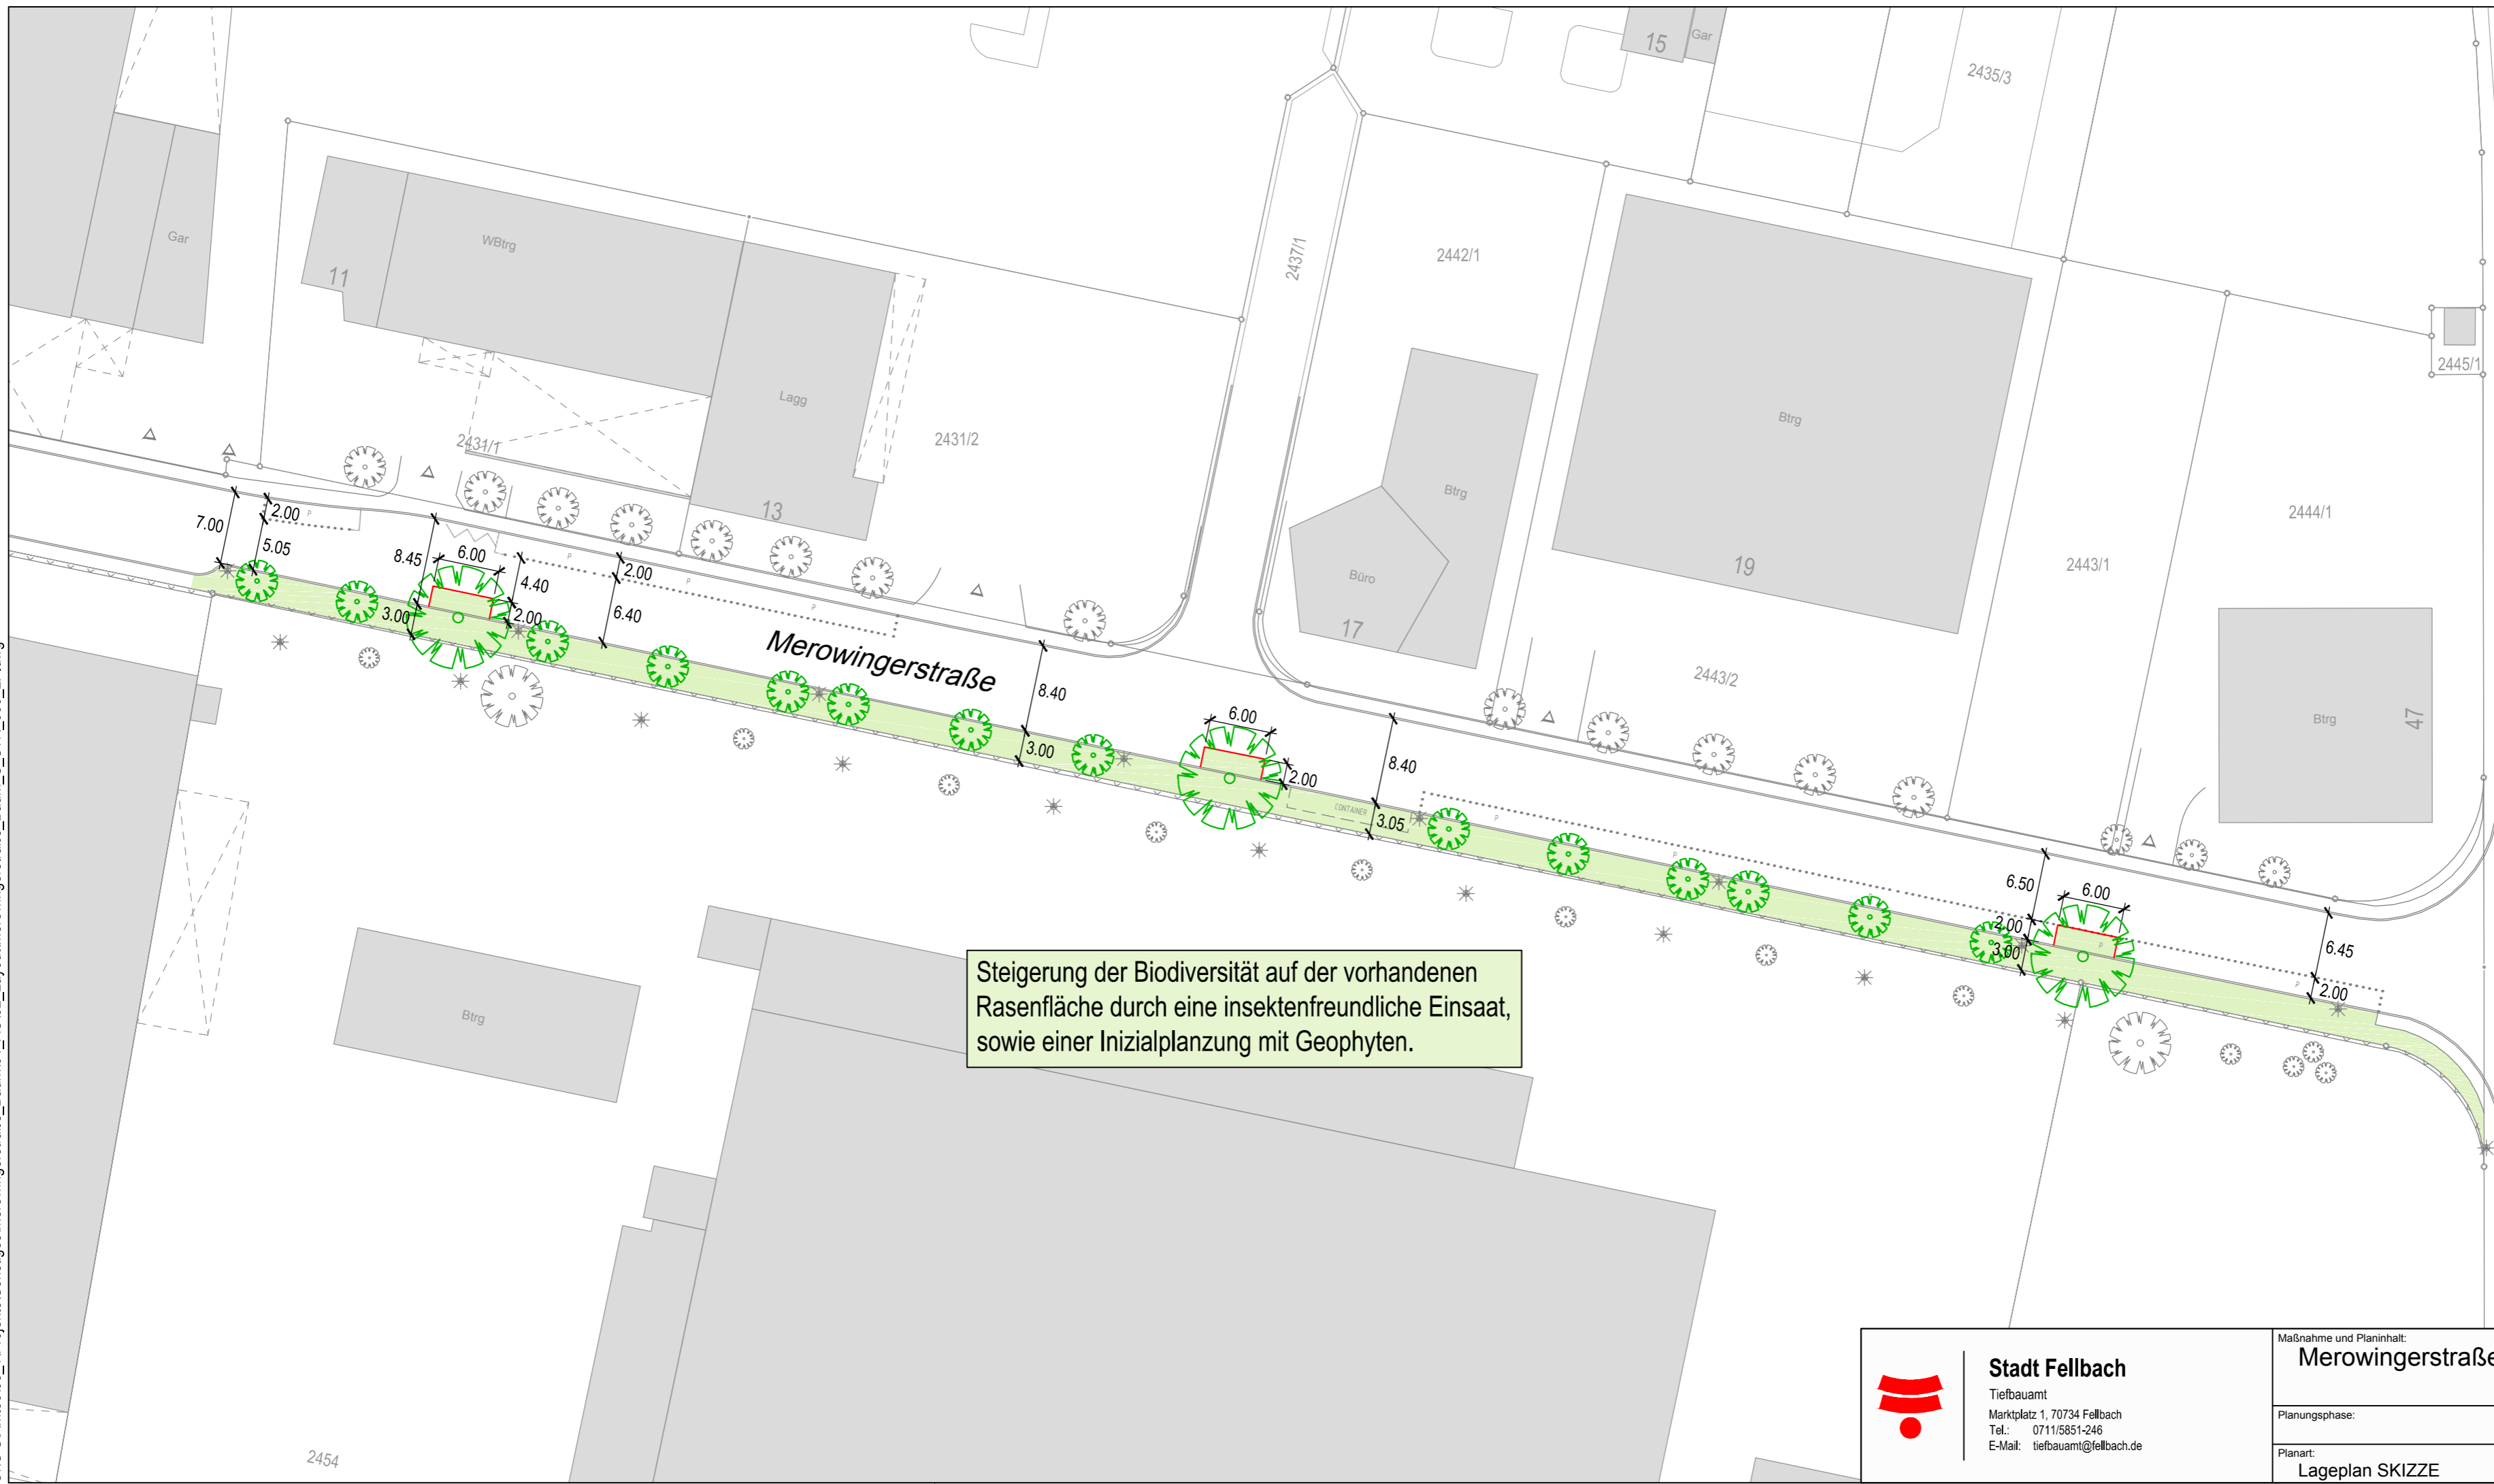 15
Gar
2435/3
Gar
WBtrg
11
2437/1
2442/1
2445/1
Lagg
Btrg
2431/1
2431/2
13
Btrg
2444/1
7.00
2.00
P
5.05
8.45
6.00
4.40
P
2.00
P
P
2443/1
19
Büro
17
3.00
2.00
6.40
Merowingerstraße
2443/2
8.40
6.00
Btrg
47
3.00
2.00
8.40
CONTAINER
3.05
P
P
P
6.50
6.00
2.00
3.00
P
6.45
P
2.00
Steigerung der Biodiversität auf der vorhandenen
Rasenfläche durch eine insektenfreundliche Einsaat,
sowie einer Inizialplanzung mit Geophyten.
Btrg
2454
Stadt Fellbach
Tiefbauamt
Marktplatz 1, 70734 Fellbach
Tel.: 0711/5851-246
E-Mail: tiefbauamt@fellbach.de
Maßnahme und Planinhalt:
Merowingerstraße
Planungsphase:
Planart:
Lageplan SKIZZE